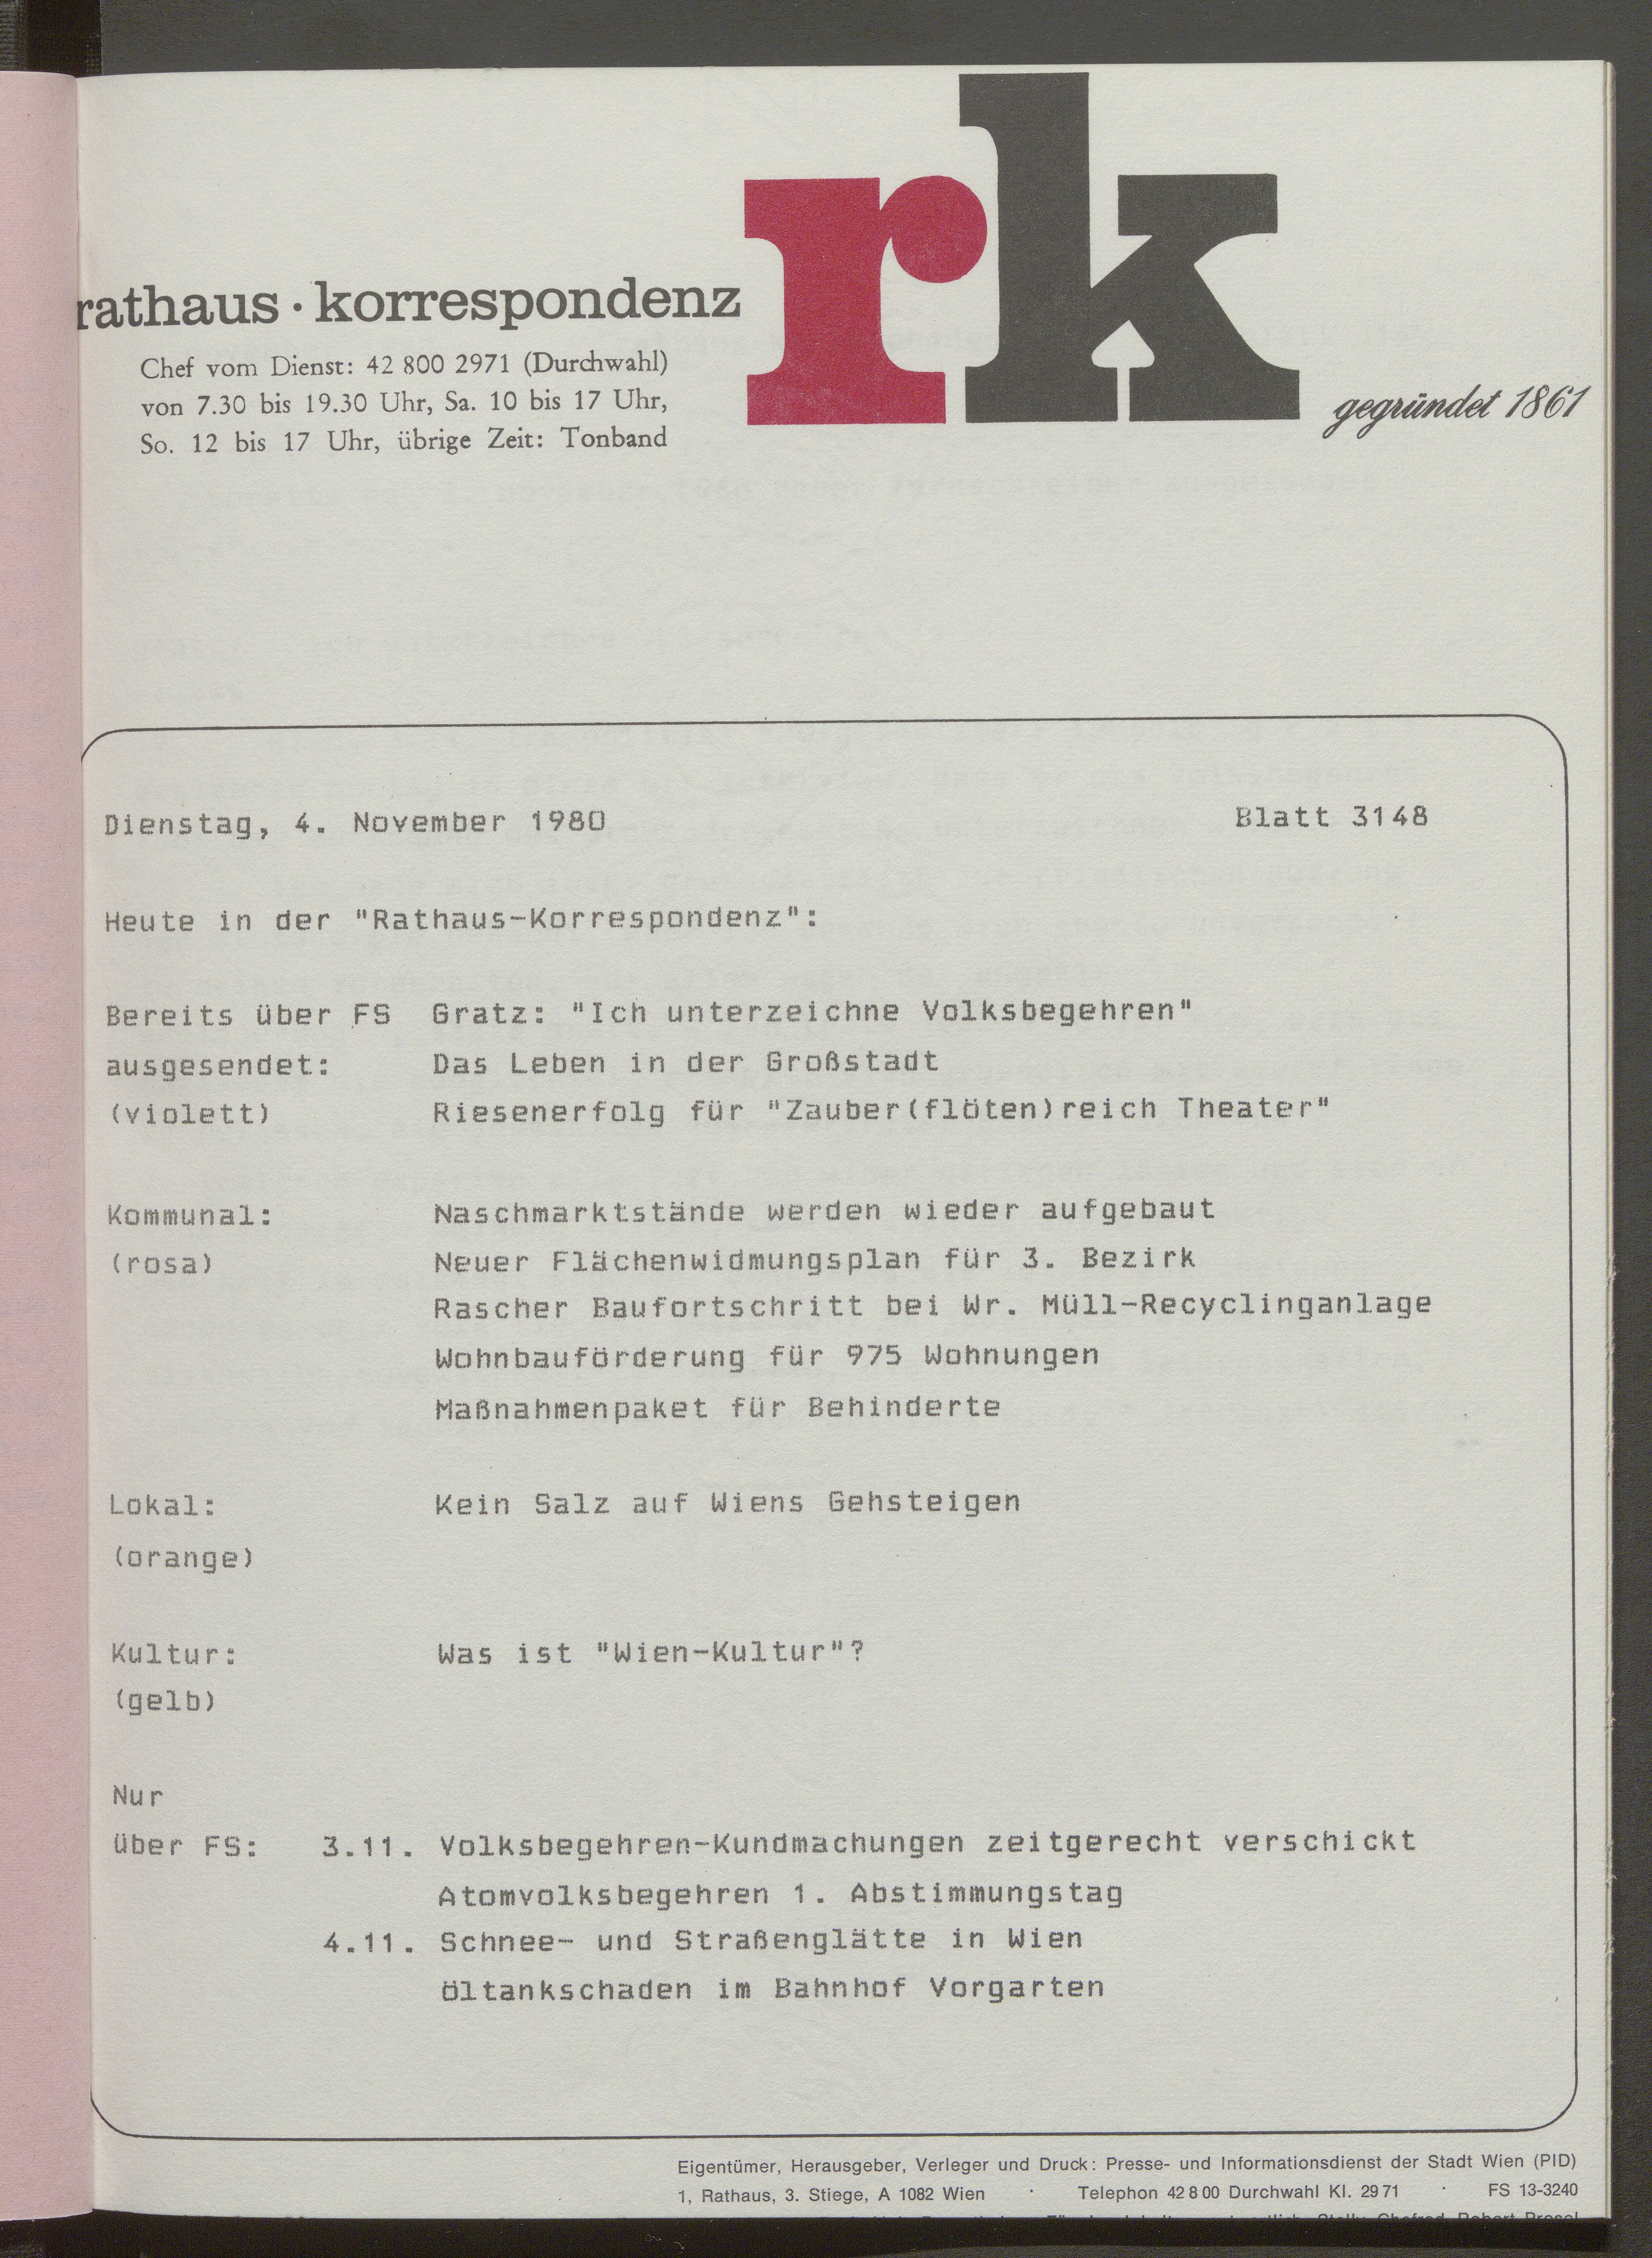 rk
rathaus · korrespondenz
Chef vom Dienst: 42 800 2971 (Durchwahl)
von 7.30 bis 19.30 Uhr, Sa. 10 bis 17 Uhr,
So. 12 bis 17 Uhr, übrige Zeit: Tonband
gegründet 1861
Dienstag, 4. November 1980 Blatt 3148
Heute in der "Rathaus-Korrespondenz":
Bereits über FS Gratz: "Ich unterzeichne Volksbegehren"
ausgesendet: Das Leben in der Großstadt
(violett) Riesenerfolg für "Zauber(flöten)reich Theater"
Kommunal: Naschmarktstände werden wieder aufgebaut
(rosa) Neuer Flächenwidmungsplan für 3. Bezirk
Rascher Baufortschritt bei Wr. Müll-Recyclinganlage
Wohnbauförderung für 975 Wohnungen
Maßnahmenpaket für Behinderte
Lokal: Kein Salz auf Wiens Gehsteigen
(orange)
Kultur: Was ist "Wien-Kultur"?
(gelb)
Nur
über FS: 3.11. Volksbegehren-Kundmachungen zeitgerecht verschickt
Atomvolksbegehren 1. Abstimmungstag
4.11. Schnee- und Straßenglätte in Wien
Öltankschaden im Bahnhof Vorgarten
Eigentümer, Herausgeber, Verleger und Druck: Presse- und Informationsdienst der Stadt Wien (PID)
1, Rathaus, 3. Stiege, A 1082 Wien · Telephon 42 8 00 Durchwahl Kl. 29 71 · FS 13-3240